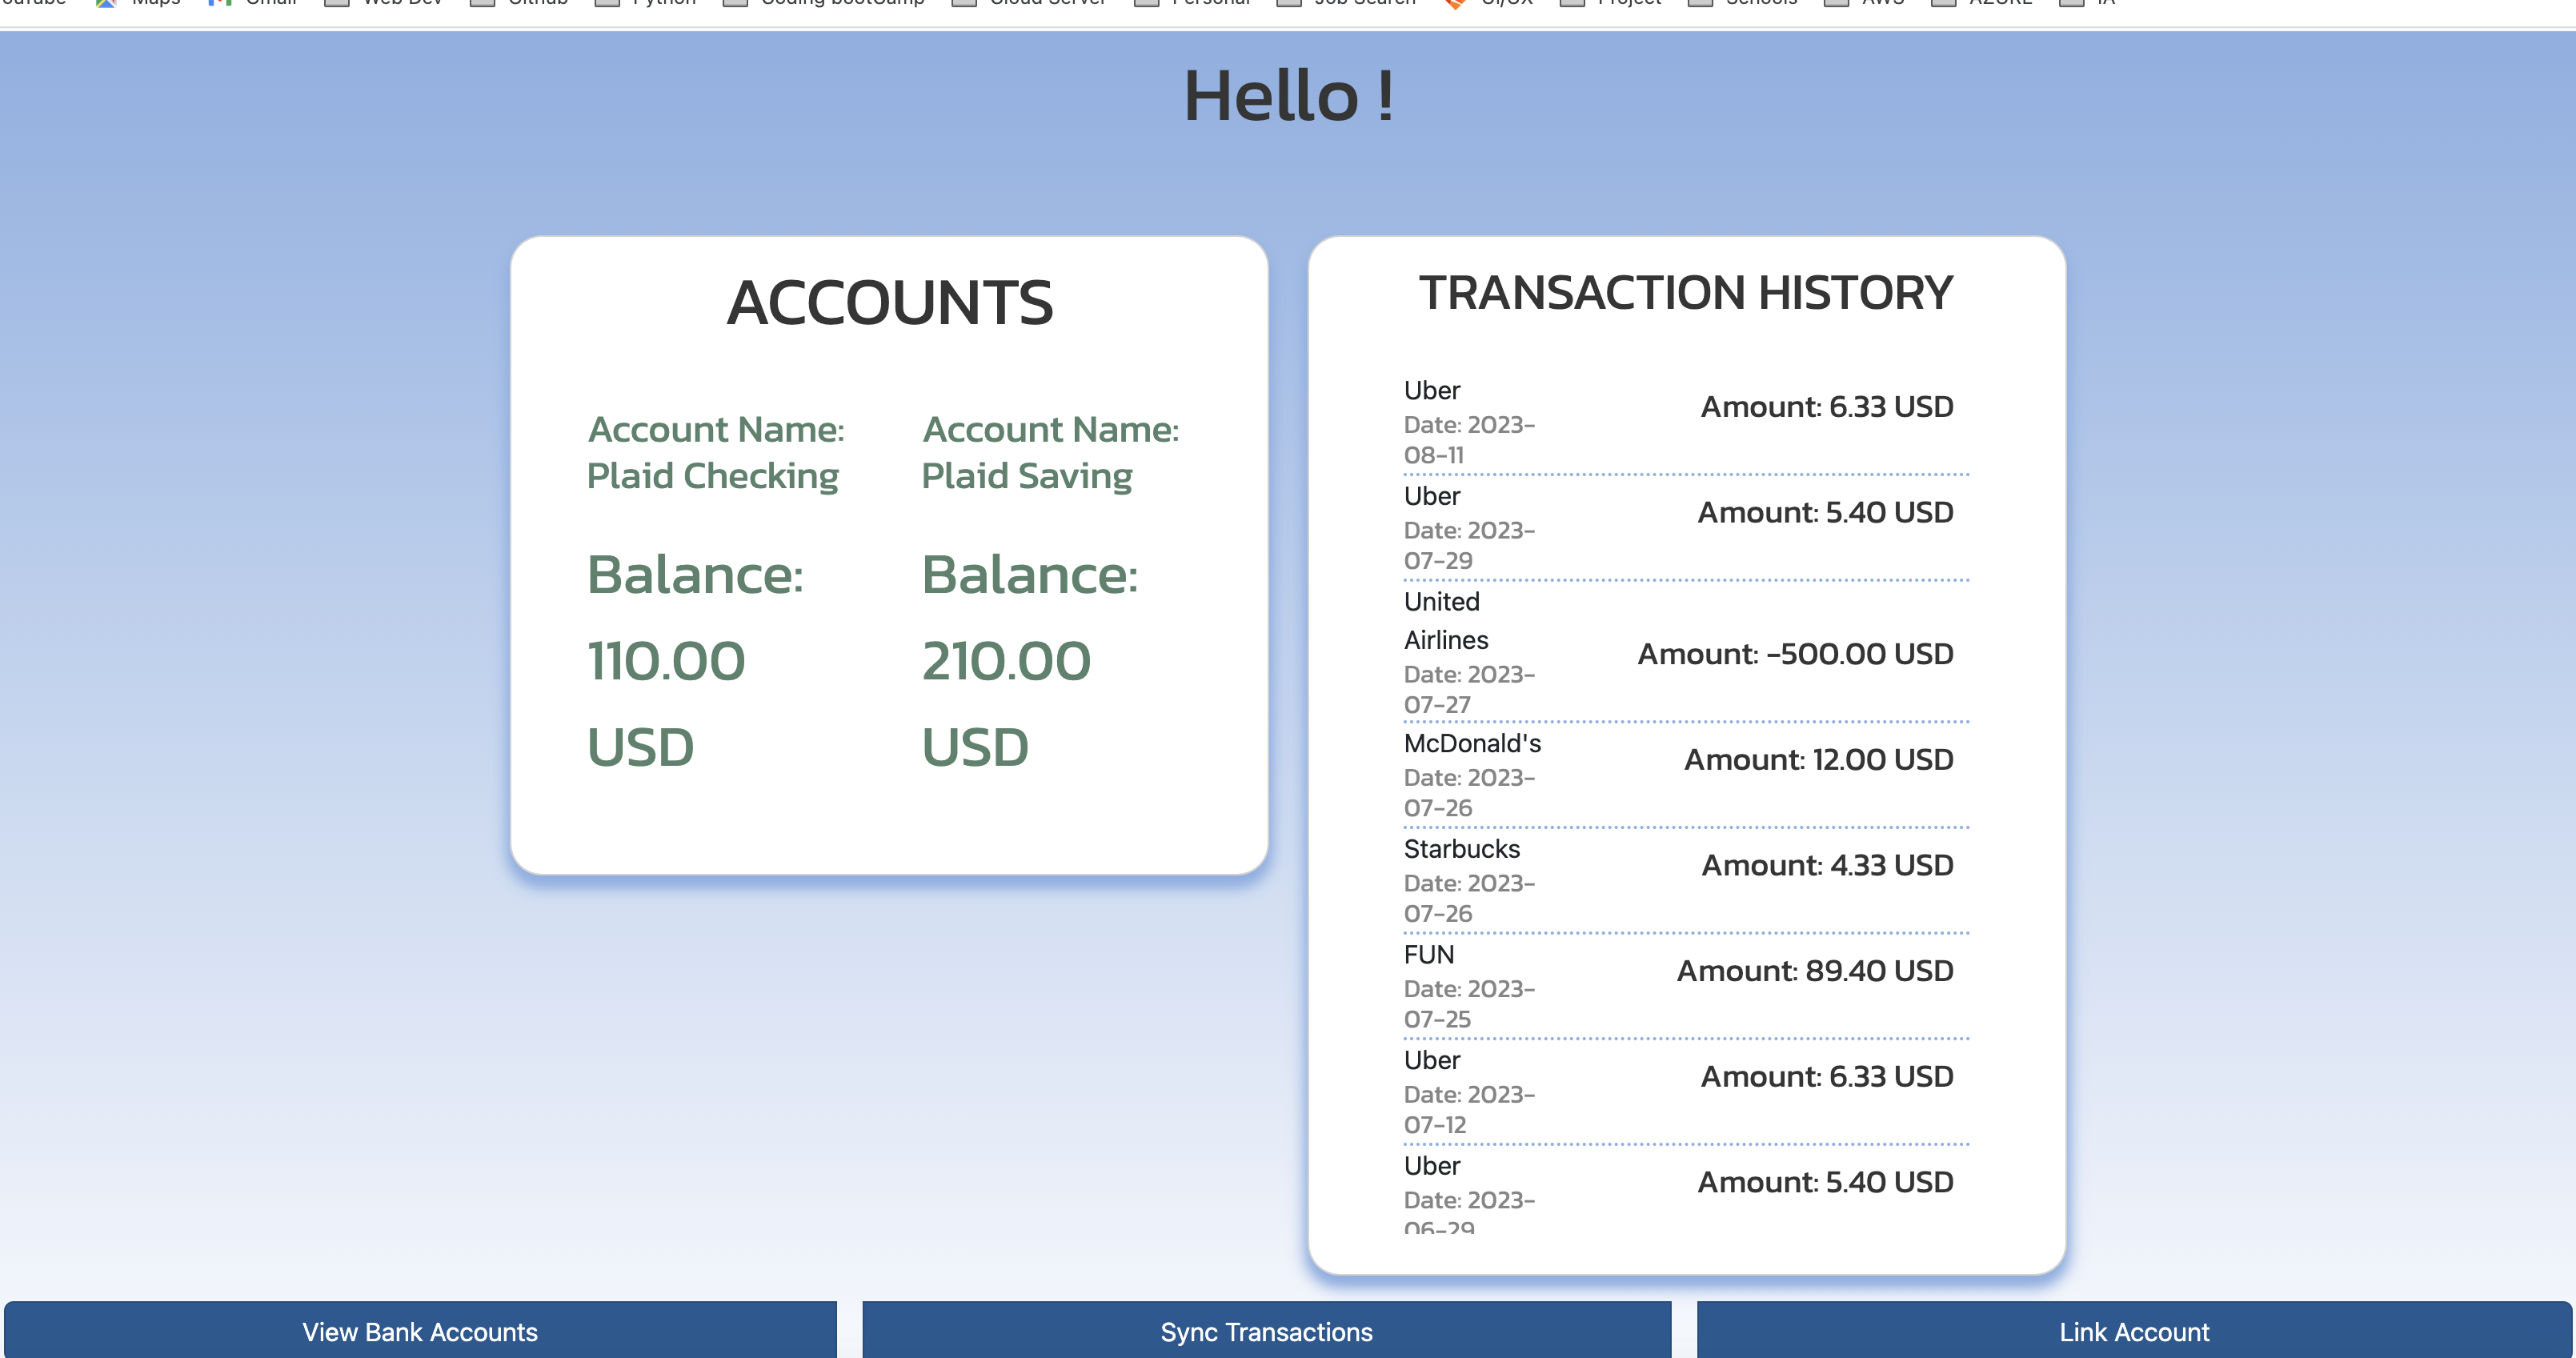 Maps Gmail Web Dev Github Python Coding bootCamp Cloud Server Personal Job Search UI/UX Project Schools AWS AZURE IA
Hello !
ACCOUNTS
Account Name:
Plaid Checking
Balance:
110.00
USD
Account Name:
Plaid Saving
Balance:
210.00
USD
TRANSACTION HISTORY
Uber
Date: 2023-
08-11
Amount: 6.33 USD
Uber
Date: 2023-
07-29
Amount: 5.40 USD
United
Airlines
Date: 2023-
07-27
Amount: -500.00 USD
McDonald's
Date: 2023-
07-26
Amount: 12.00 USD
Starbucks
Date: 2023-
07-26
Amount: 4.33 USD
FUN
Date: 2023-
07-25
Amount: 89.40 USD
Uber
Date: 2023-
07-12
Amount: 6.33 USD
Uber
Date: 2023-
06-29
Amount: 5.40 USD
View Bank Accounts
Sync Transactions
Link Account